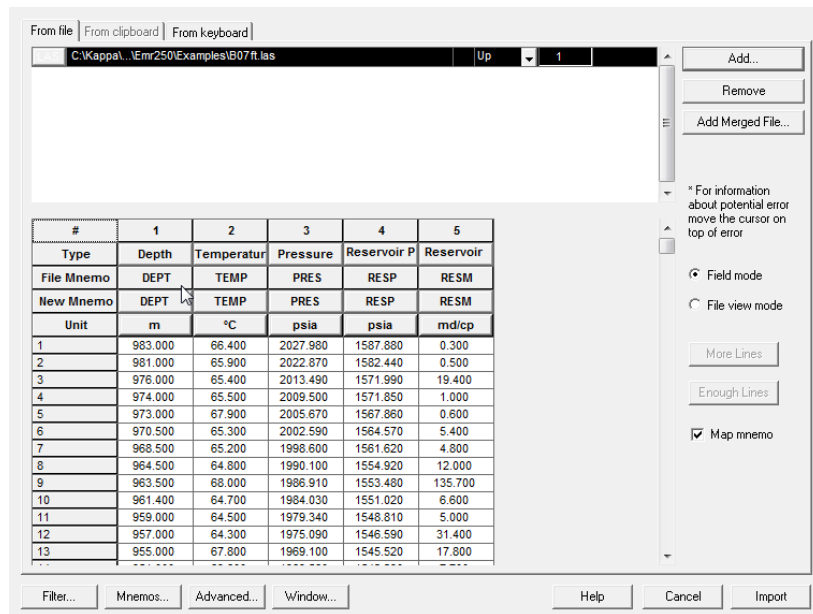 From file From clipboard From keyboard
C:\Kappa\...\Emr250\Examples\B07ft.las Up 1
Add...
Remove
Add Merged File...
* For information
about potential error
move the cursor on
top of error
# 1 2 3 4 5
Type Depth Temperatur Pressure Reservoir P Reservoir
File Mnemo DEPT TEMP PRES RESP RESM
New Mnemo DEPT TEMP PRES RESP RESM
Unit m °C psia psia md/cp
1 983.000 66.400 2027.980 1587.880 0.300
2 981.000 65.900 2022.870 1582.440 0.500
3 976.000 65.400 2013.490 1571.990 19.400
4 974.000 65.500 2009.500 1571.850 1.000
5 973.000 67.900 2005.670 1567.860 0.600
6 970.500 65.300 2002.590 1564.570 5.400
7 968.500 65.200 1998.600 1561.620 4.800
8 964.500 64.800 1990.100 1554.920 12.000
9 963.500 68.000 1986.910 1553.480 135.700
10 961.400 64.700 1984.030 1551.020 6.600
11 959.000 64.500 1979.340 1548.810 5.000
12 957.000 64.300 1975.090 1546.590 31.400
13 955.000 67.800 1969.100 1545.520 17.800
Field mode
File view mode
More Lines
Enough Lines
Map mnemo
Filter... Mnemos... Advanced... Window... Help Cancel Import